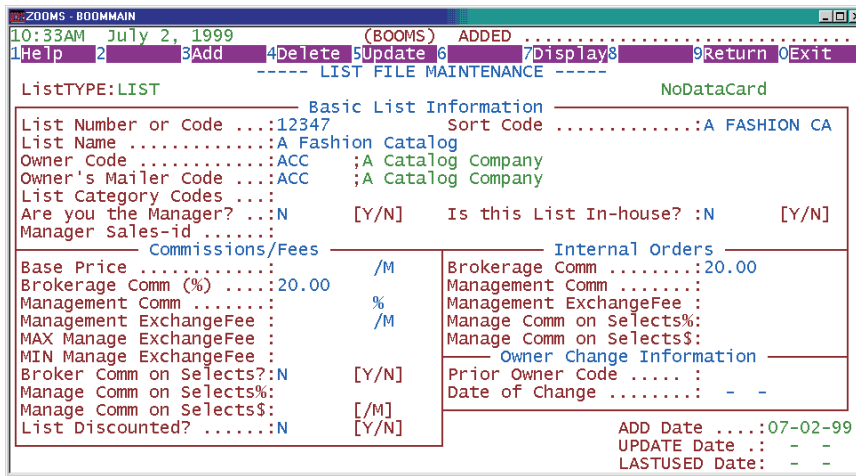 ZOOMS - BOOMMAIN
10:33AM July 2, 1999 (BOOMS) ADDED ..............................
1Help 2 3Add 4Delete 5Update 6 7Display8 9Return 0Exit
----- LIST FILE MAINTENANCE -----
ListTYPE:LIST NoDataCard
Basic List Information
List Number or Code ...:12347 Sort Code .............:A FASHION CA
List Name .............:A Fashion Catalog
Owner Code ............:ACC ;A Catalog Company
Owner's Mailer Code ...:ACC ;A Catalog Company
List Category Codes ...:
Are you the Manager? ..:N [Y/N] Is this List In-house? :N [Y/N]
Manager Sales-id ......:
Commissions/Fees Internal Orders
Base Price ............: /M Brokerage Comm ........:20.00
Brokerage Comm (%) ....:20.00 Management Comm .......:
Management Comm .......: % Management ExchangeFee :
Management ExchangeFee : /M Manage Comm on Selects%:
MAX Manage ExchangeFee : Manage Comm on Selects$:
MIN Manage ExchangeFee : Owner Change Information
Broker Comm on Selects?:N [Y/N] Prior Owner Code ..... :
Manage Comm on Selects%: Date of Change ........: - -
Manage Comm on Selects$: [/M]
List Discounted? ......:N [Y/N] ADD Date ....:07-02-99
UPDATE Date .: - -
LASTUSED Date: - -